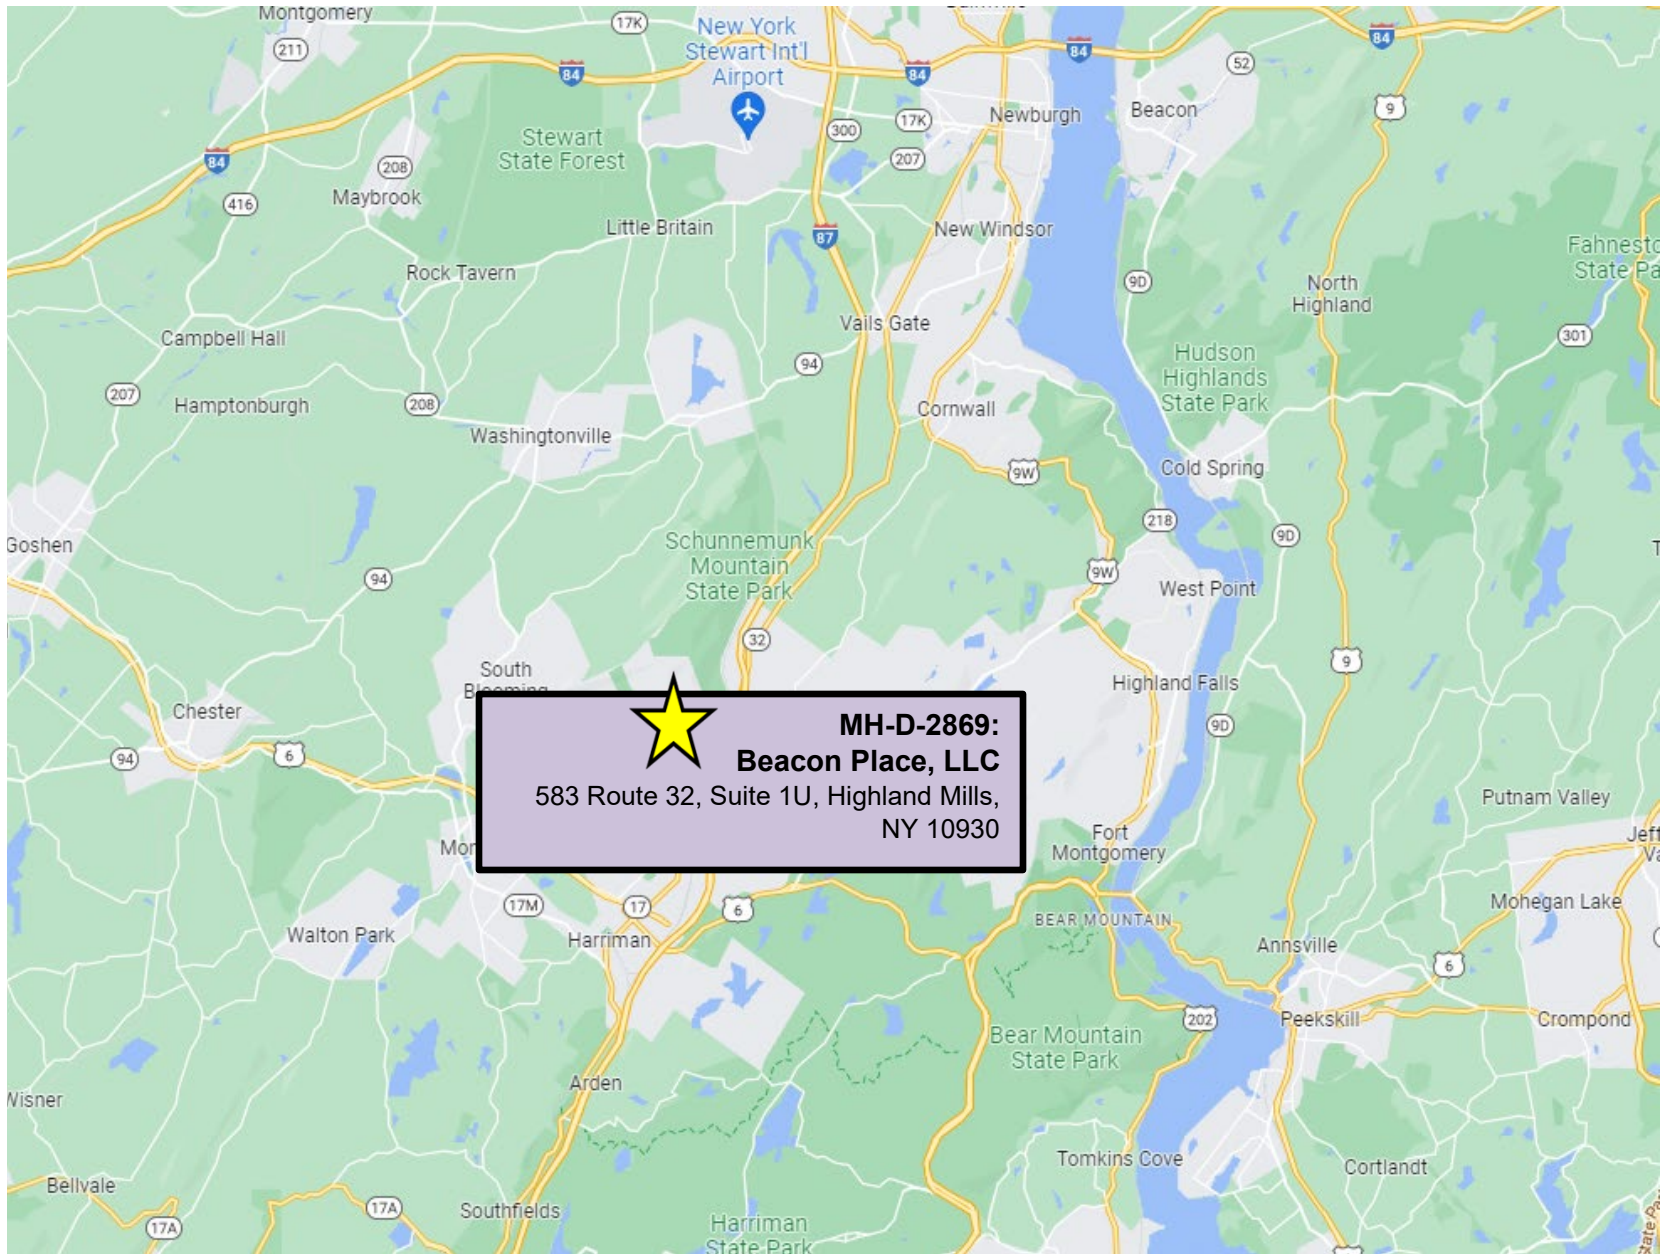 Montgomery
17K
New York
Stewart Int'l
Airport
211
84
84
84
84
52
9
Stewart
State Forest
300
17K
Newburgh
Beacon
207
84
208
416
Maybrook
Little Britain
87
New Windsor
Rock Tavern
9D
North
Highland
Fahnesto
State Pa
Campbell Hall
Vails Gate
301
94
Hudson
Highlands
State Park
207
Hamptonburgh
208
Washingtonville
Cornwall
9W
Cold Spring
218
9D
Goshen
94
Schunnemunk
Mountain
State Park
9W
West Point
32
9
South
Blooming
Highland Falls
Chester
9D
94
6
MH-D-2869:
Beacon Place, LLC
583 Route 32, Suite 1U, Highland Mills,
NY 10930
Putnam Valley
Mon
Fort
Montgomery
Jeff
Va
17M
17
6
BEAR MOUNTAIN
Mohegan Lake
Walton Park
Harriman
Annsville
6
202
Peekskill
Crompond
Bear Mountain
State Park
Arden
Wisner
Tomkins Cove
Cortlandt
Bellvale
17A
17A
Southfields
Harriman
State Park
State Pa